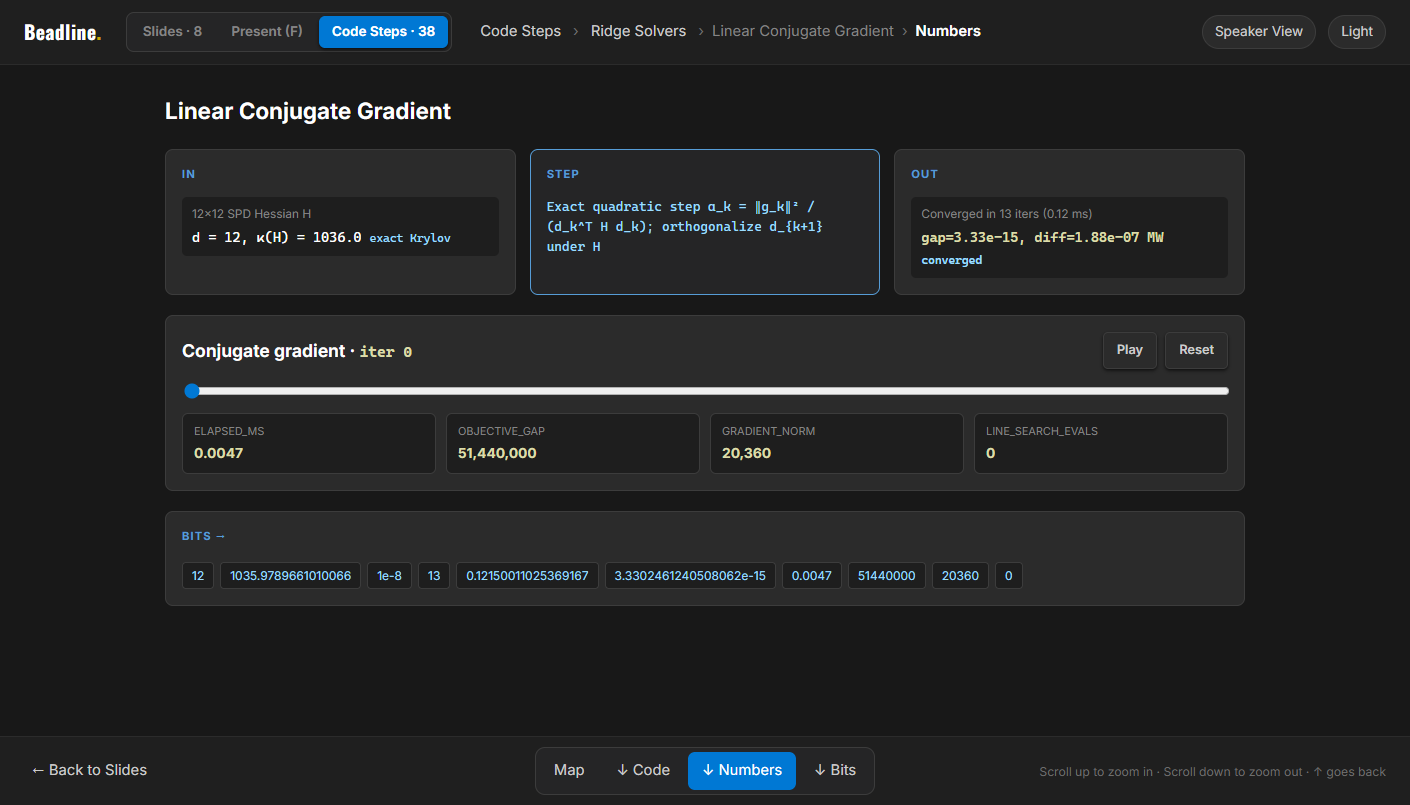 Beadline.
Slides · 8
Present (F)
Code Steps · 38
Code Steps › Ridge Solvers › Linear Conjugate Gradient › Numbers
Speaker View
Light
Linear Conjugate Gradient
IN
12×12 SPD Hessian H
d = 12, κ(H) = 1036.0 exact Krylov
STEP
Exact quadratic step α_k = ‖g_k‖² /
(d_k^T H d_k); orthogonalize d_{k+1}
under H
OUT
Converged in 13 iters (0.12 ms)
gap=3.33e-15, diff=1.88e-07 MW
converged
Conjugate gradient · iter 0
Play
Reset
ELAPSED_MS
0.0047
OBJECTIVE_GAP
51,440,000
GRADIENT_NORM
20,360
LINE_SEARCH_EVALS
0
BITS →
12
1035.9789661010066
1e-8
13
0.12150011025369167
3.3302461240508062e-15
0.0047
51440000
20360
0
← Back to Slides
Map
↓ Code
↓ Numbers
↓ Bits
Scroll up to zoom in · Scroll down to zoom out · ↑ goes back